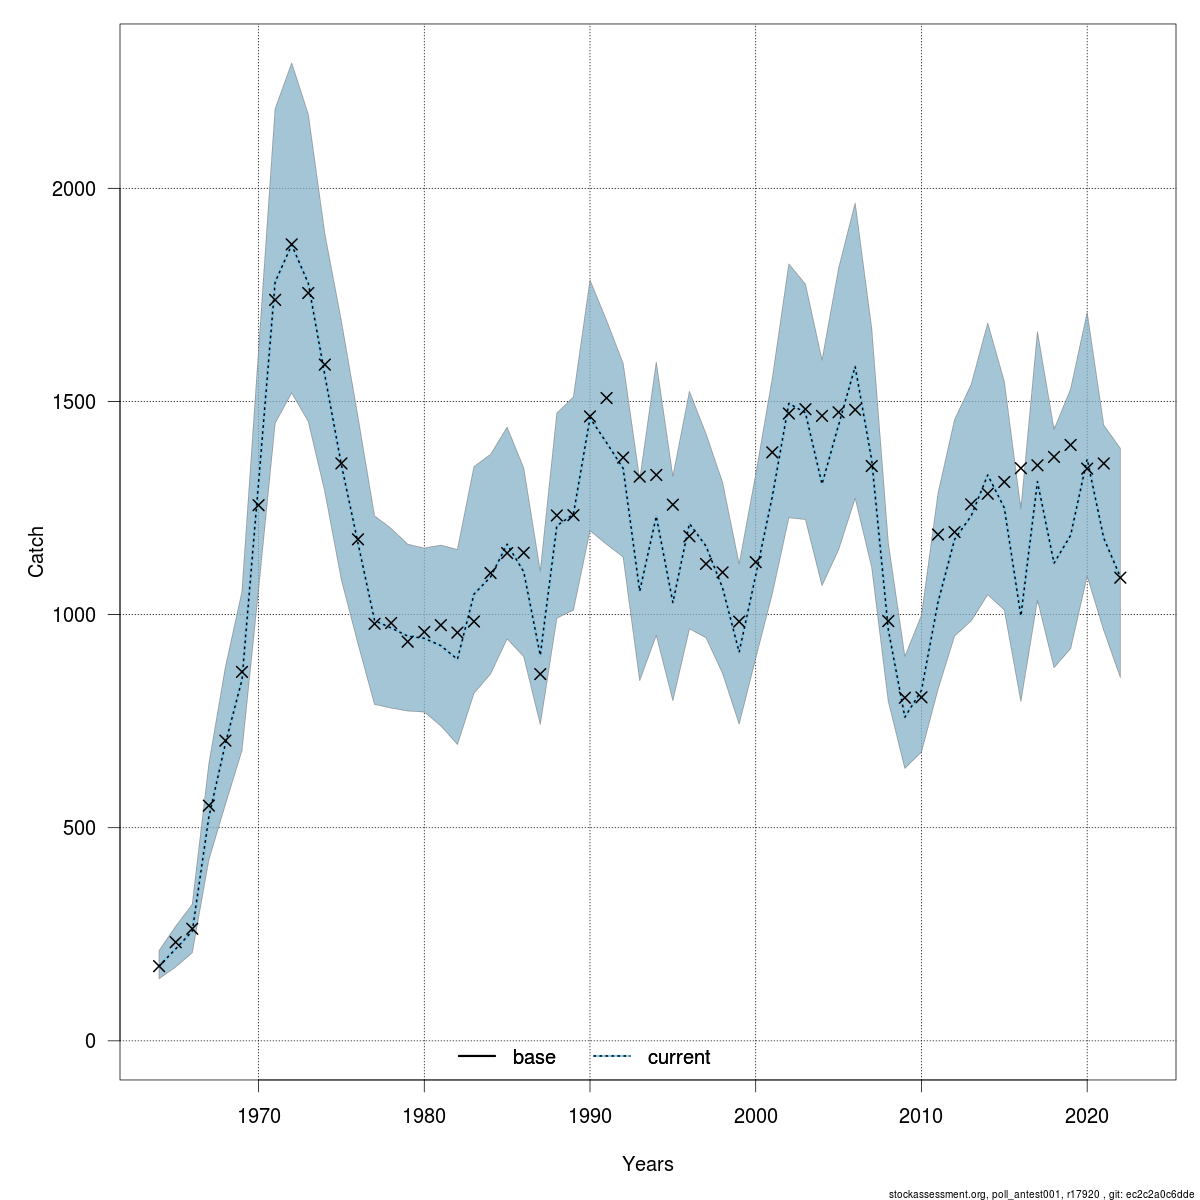 2000
1500
1000
500
0
Catch
base current
1970 1980 1990 2000 2010 2020
Years
stockassessment.org, poll_antest001, r17920 , git: ec2c2a0c6dde